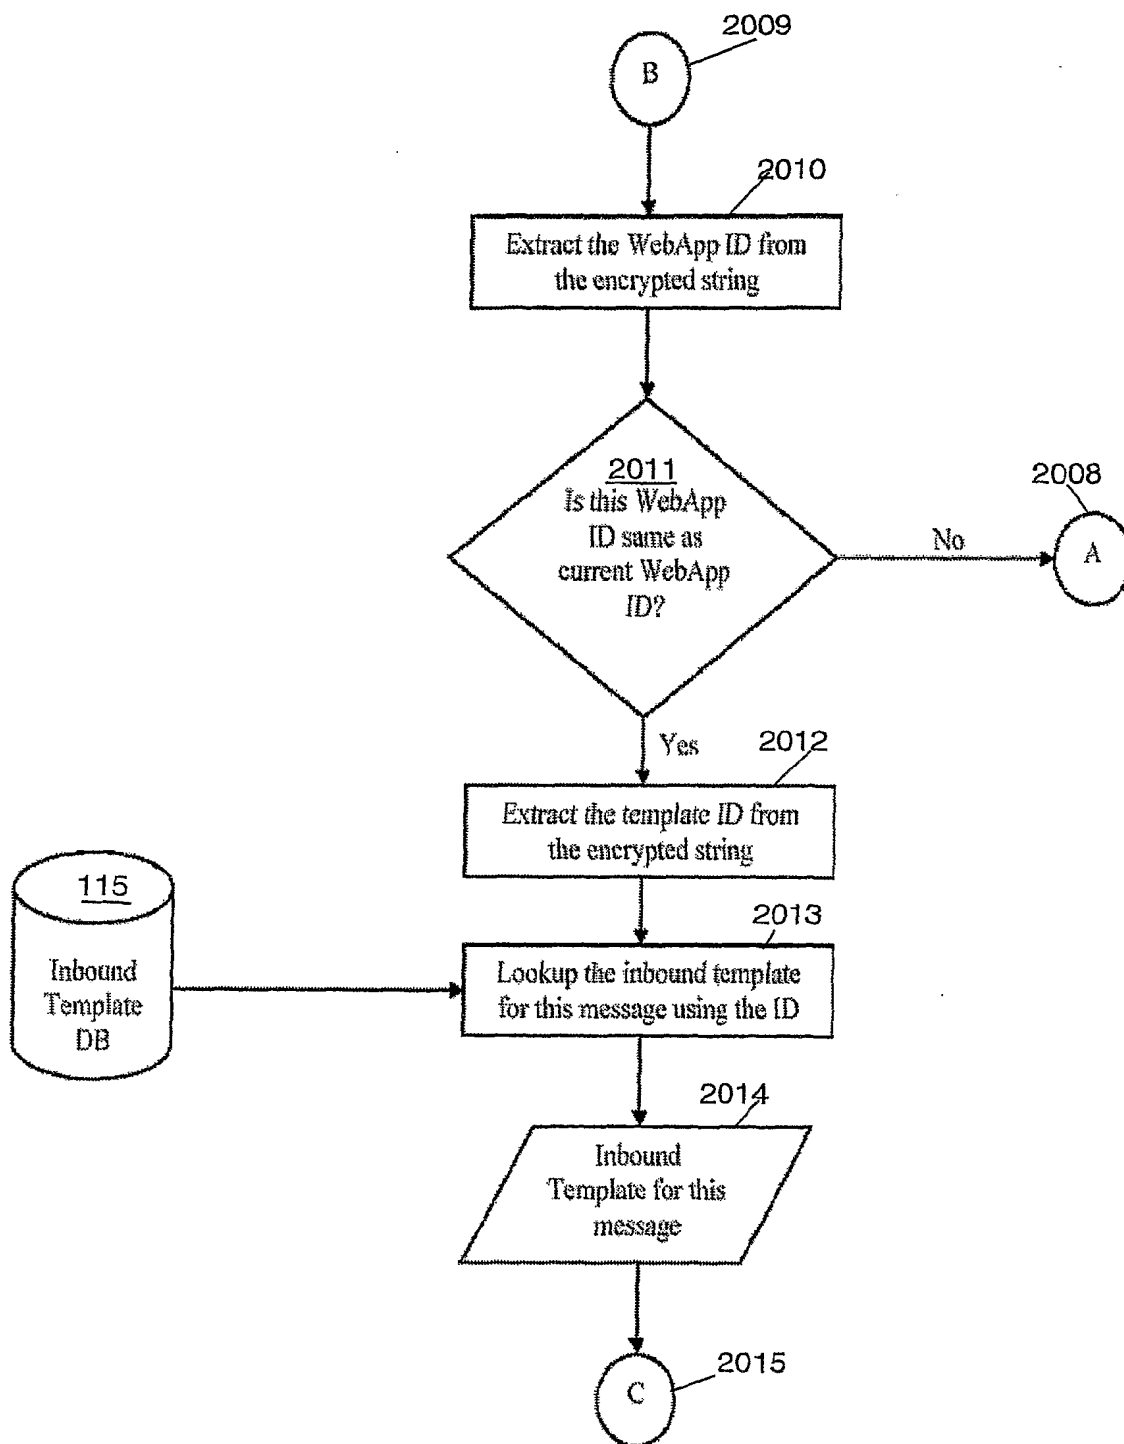 2009
B
2010
Extract the WebApp ID from
the encrypted string
2011
Is this WebApp
ID same as
current WebApp
ID?
No
2008
A
Yes
2012
Extract the template ID from
the encrypted string
115
Inbound
Template
DB
2013
Lookup the inbound template
for this message using the ID
2014
Inbound
Template for this
message
2015
C